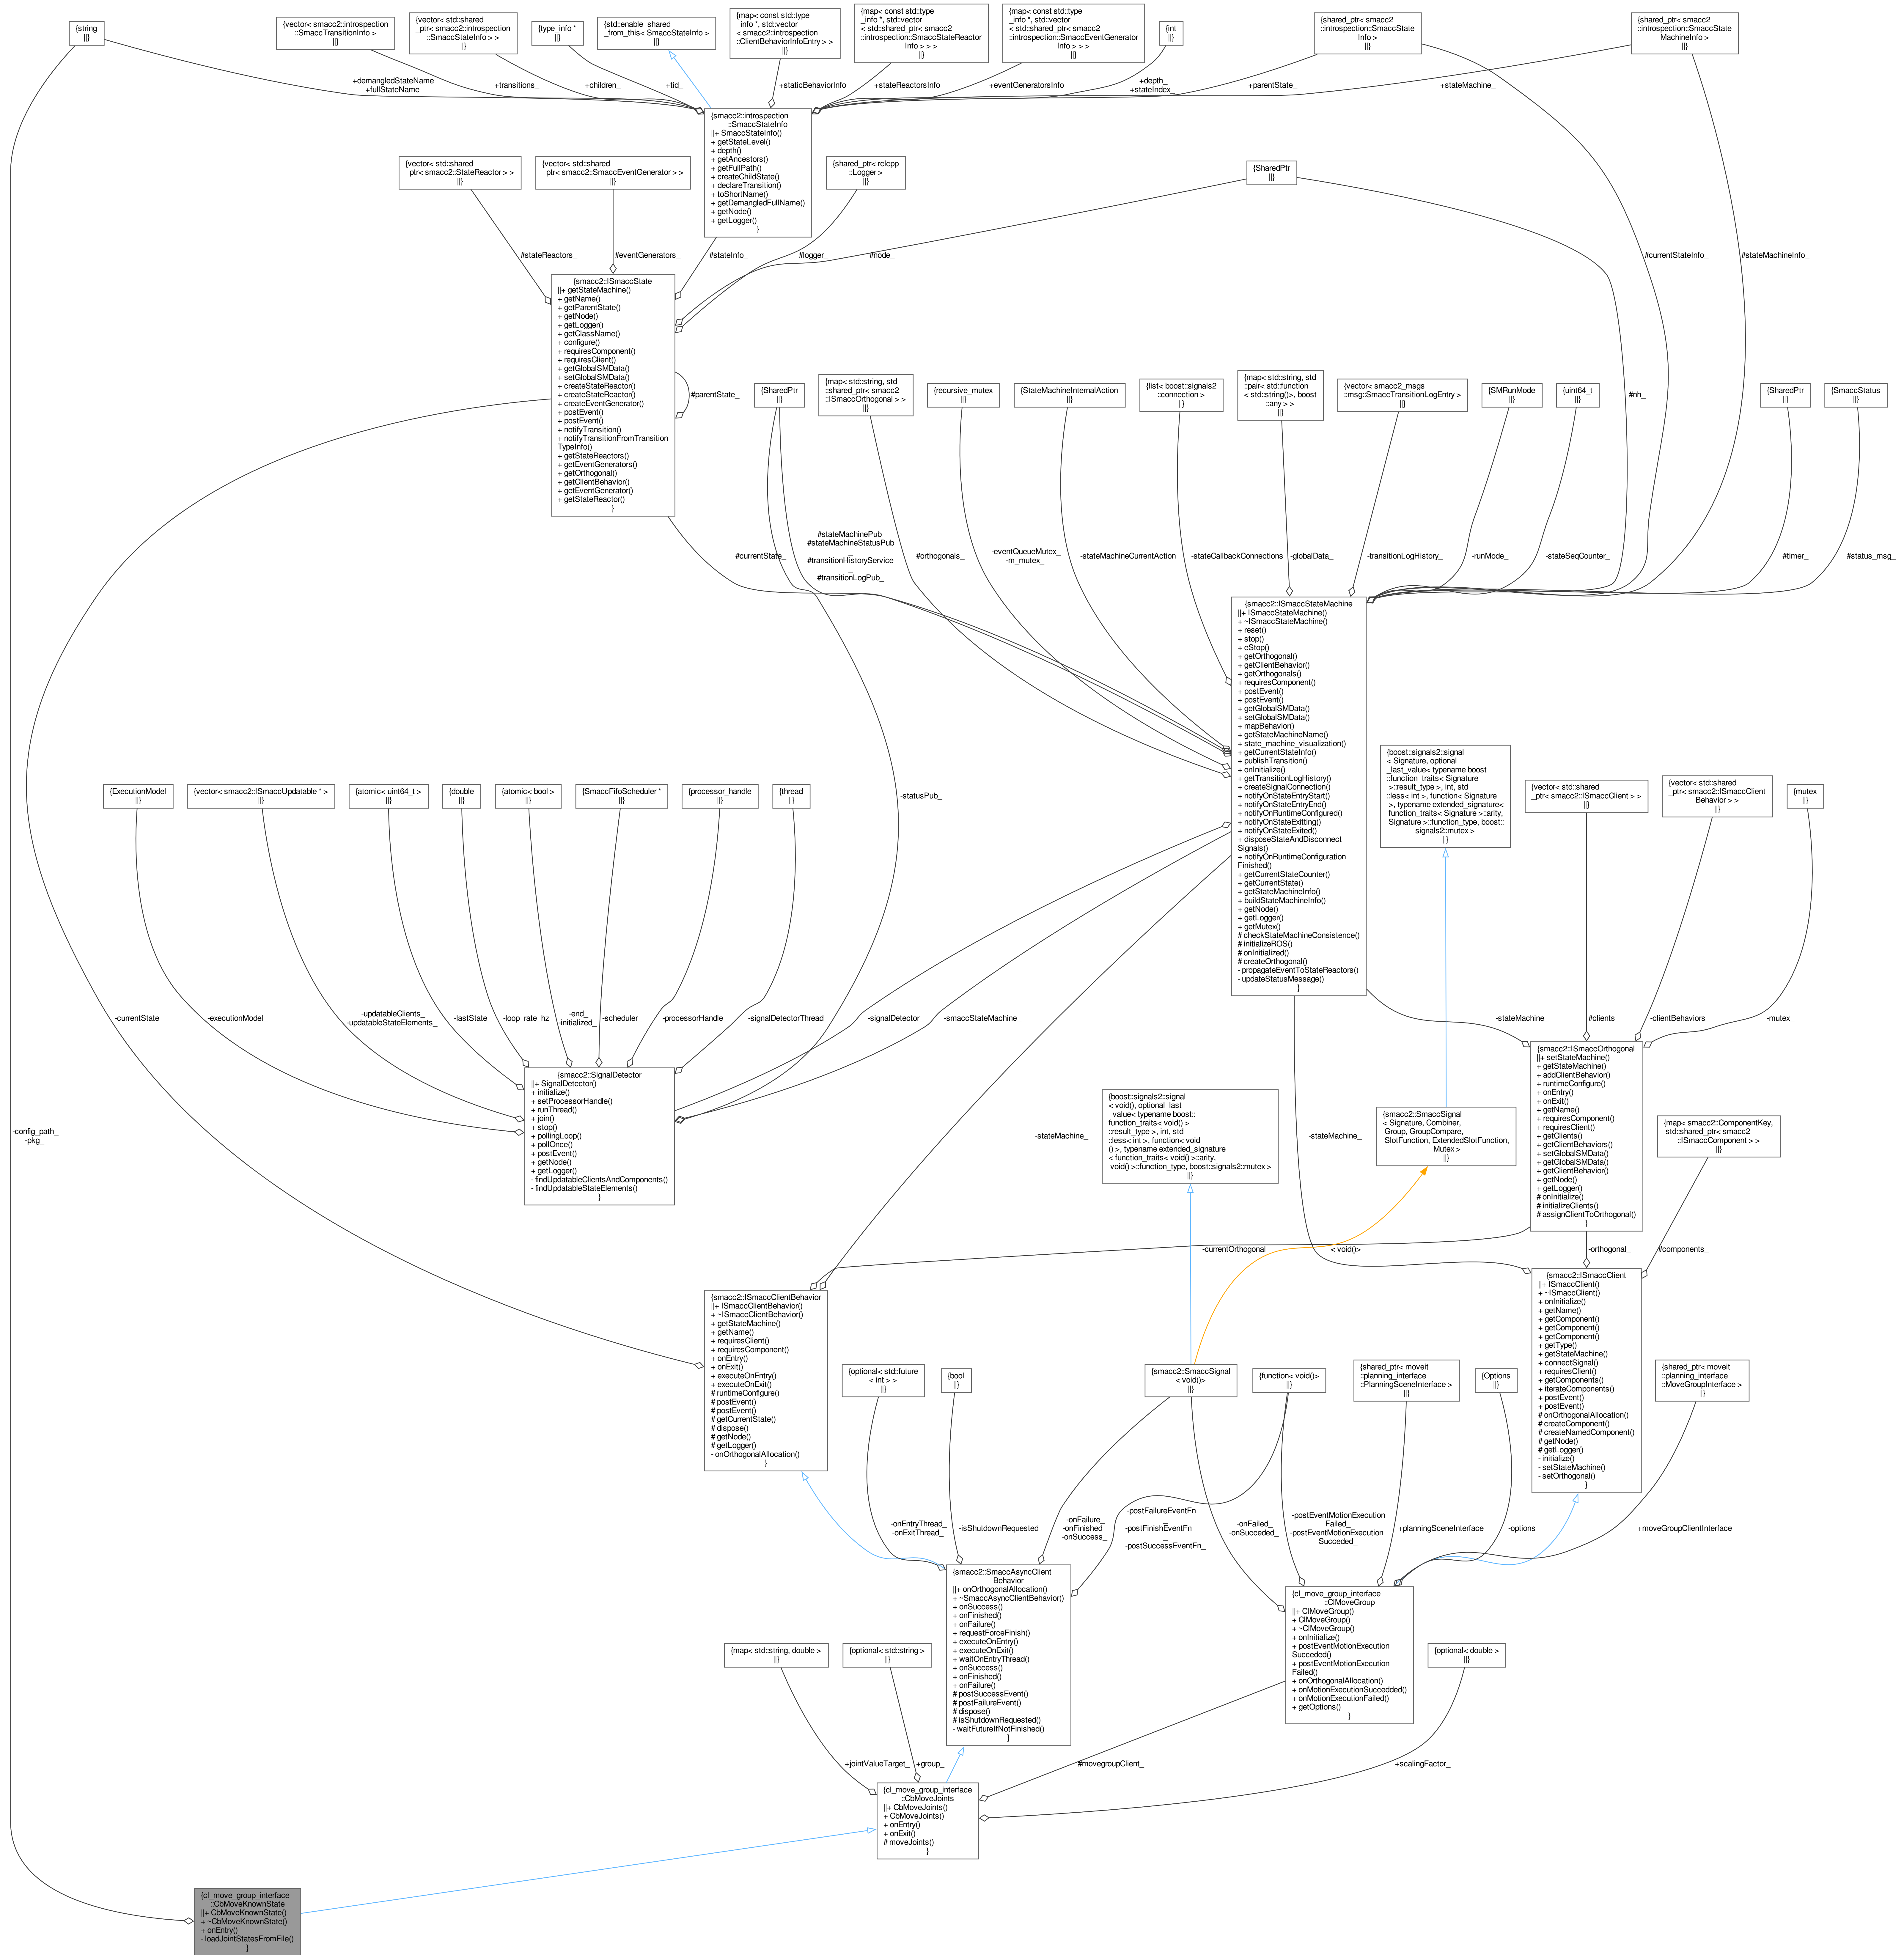 {string
||}
{vector< smacc2::introspection
::SmaccTransitionInfo >
||}
{vector< std::shared
_ptr< smacc2::introspection
::SmaccStateInfo > >
||}
{type_info *
||}
{std::enable_shared
_from_this< SmaccStateInfo >
||}
{map< const std::type
_info *, std::vector
< smacc2::introspection
::ClientBehaviorInfoEntry > >
||}
{map< const std::type
_info *, std::vector
< std::shared_ptr< smacc2
::introspection::SmaccStateReactor
Info > > >
||}
{map< const std::type
_info *, std::vector
< std::shared_ptr< smacc2
::introspection::SmaccEventGenerator
Info > > >
||}
{int
||}
{shared_ptr< smacc2
::introspection::SmaccState
Info >
||}
{shared_ptr< smacc2
::introspection::SmaccState
MachineInfo >
||}
+demangledStateName
+fullStateName
+transitions_
+children_
+tid_
+staticBehaviorInfo
+stateReactorsInfo
+eventGeneratorsInfo
+depth_
+stateIndex_
+parentState_
+stateMachine_
{smacc2::introspection
::SmaccStateInfo
||+ SmaccStateInfo()
+ getStateLevel()
+ depth()
+ getAncestors()
+ getFullPath()
+ createChildState()
+ declareTransition()
+ toShortName()
+ getDemangledFullName()
+ getNode()
+ getLogger()
}
{vector< std::shared
_ptr< smacc2::StateReactor > >
||}
{vector< std::shared
_ptr< smacc2::SmaccEventGenerator > >
||}
{shared_ptr< rclcpp
::Logger >
||}
{SharedPtr
||}
#stateReactors_
#eventGenerators_
#stateInfo_
#logger_
#node_
#currentStateInfo_
#stateMachineInfo_
{smacc2::ISmaccState
||+ getStateMachine()
+ getName()
+ getParentState()
+ getNode()
+ getLogger()
+ getClassName()
+ configure()
+ requiresComponent()
+ requiresClient()
+ getGlobalSMData()
+ setGlobalSMData()
+ createStateReactor()
+ createStateReactor()
+ createEventGenerator()
+ postEvent()
+ postEvent()
+ notifyTransition()
+ notifyTransitionFromTransition
TypeInfo()
+ getStateReactors()
+ getEventGenerators()
+ getOrthogonal()
+ getClientBehavior()
+ getEventGenerator()
+ getStateReactor()
}
#parentState_
{SharedPtr
||}
{map< std::string, std
::shared_ptr< smacc2
::ISmaccOrthogonal > >
||}
{recursive_mutex
||}
{StateMachineInternalAction
||}
{list< boost::signals2
::connection >
||}
{map< std::string, std
::pair< std::function
< std::string()>, boost
::any > >
||}
{vector< smacc2_msgs
::msg::SmaccTransitionLogEntry >
||}
{SMRunMode
||}
{uint64_t
||}
#nh_
{SharedPtr
||}
{SmaccStatus
||}
#currentState_
#stateMachinePub_
#stateMachineStatusPub
_
#transitionHistoryService
_
#transitionLogPub_
#orthogonals_
-eventQueueMutex_
-m_mutex_
-stateMachineCurrentAction
-stateCallbackConnections
-globalData_
-transitionLogHistory_
-runMode_
-stateSeqCounter_
#timer_
#status_msg_
{smacc2::ISmaccStateMachine
||+ ISmaccStateMachine()
+ ~ISmaccStateMachine()
+ reset()
+ stop()
+ eStop()
+ getOrthogonal()
+ getClientBehavior()
+ getOrthogonals()
+ requiresComponent()
+ postEvent()
+ postEvent()
+ getGlobalSMData()
+ setGlobalSMData()
+ mapBehavior()
+ getStateMachineName()
+ state_machine_visualization()
+ getCurrentStateInfo()
+ publishTransition()
+ onInitialize()
+ getTransitionLogHistory()
+ createSignalConnection()
+ notifyOnStateEntryStart()
+ notifyOnStateEntryEnd()
+ notifyOnRuntimeConfigured()
+ notifyOnStateExitting()
+ notifyOnStateExited()
+ disposeStateAndDisconnect
Signals()
+ notifyOnRuntimeConfiguration
Finished()
+ getCurrentStateCounter()
+ getCurrentState()
+ getStateMachineInfo()
+ buildStateMachineInfo()
+ getNode()
+ getLogger()
+ getMutex()
# checkStateMachineConsistence()
# initializeROS()
# onInitialized()
# createOrthogonal()
- propagateEventToStateReactors()
- updateStatusMessage()
}
{boost::signals2::signal
< Signature, optional
_last_value< typename boost
::function_traits< Signature
>::result_type >, int, std
::less< int >, function< Signature
>, typename extended_signature<
function_traits< Signature >::arity,
Signature >::function_type, boost::
signals2::mutex >
||}
{vector< std::shared
_ptr< smacc2::ISmaccClient > >
||}
{vector< std::shared
_ptr< smacc2::ISmaccClient
Behavior > >
||}
{mutex
||}
{ExecutionModel
||}
{vector< smacc2::ISmaccUpdatable * >
||}
{atomic< uint64_t >
||}
{double
||}
{atomic< bool >
||}
{SmaccFifoScheduler *
||}
{processor_handle
||}
{thread
||}
-statusPub_
-currentState
-executionModel_
-updatableClients_
-updatableStateElements_
-lastState_
-loop_rate_hz
-end_
-initialized_
-scheduler_
-processorHandle_
-signalDetectorThread_
-signalDetector_
-smaccStateMachine_
-stateMachine_
#clients_
-clientBehaviors_
-mutex_
{smacc2::SignalDetector
||+ SignalDetector()
+ initialize()
+ setProcessorHandle()
+ runThread()
+ join()
+ stop()
+ pollingLoop()
+ pollOnce()
+ postEvent()
+ getNode()
+ getLogger()
- findUpdatableClientsAndComponents()
- findUpdatableStateElements()
}
{smacc2::ISmaccOrthogonal
||+ setStateMachine()
+ getStateMachine()
+ addClientBehavior()
+ runtimeConfigure()
+ onEntry()
+ onExit()
+ getName()
+ requiresComponent()
+ requiresClient()
+ getClients()
+ getClientBehaviors()
+ setGlobalSMData()
+ getGlobalSMData()
+ getClientBehavior()
+ getNode()
+ getLogger()
# onInitialize()
# initializeClients()
# assignClientToOrthogonal()
}
{boost::signals2::signal
< void(), optional_last
_value< typename boost::
function_traits< void() >
::result_type >, int, std
::less< int >, function< void
() >, typename extended_signature
< function_traits< void() >::arity,
void() >::function_type, boost::signals2::mutex >
||}
{smacc2::SmaccSignal
< Signature, Combiner,
Group, GroupCompare,
SlotFunction, ExtendedSlotFunction,
Mutex >
||}
{map< smacc2::ComponentKey,
std::shared_ptr< smacc2
::ISmaccComponent > >
||}
-config_path_
-pkg_
-stateMachine_
-stateMachine_
-currentOrthogonal
< void()>
-orthogonal_
#components_
{smacc2::ISmaccClientBehavior
||+ ISmaccClientBehavior()
+ ~ISmaccClientBehavior()
+ getStateMachine()
+ getName()
+ requiresClient()
+ requiresComponent()
+ onEntry()
+ onExit()
+ executeOnEntry()
+ executeOnExit()
# runtimeConfigure()
# postEvent()
# postEvent()
# getCurrentState()
# dispose()
# getNode()
# getLogger()
- onOrthogonalAllocation()
}
{smacc2::ISmaccClient
||+ ISmaccClient()
+ ~ISmaccClient()
+ onInitialize()
+ getName()
+ getComponent()
+ getComponent()
+ getComponent()
+ getType()
+ getStateMachine()
+ connectSignal()
+ requiresClient()
+ getComponents()
+ iterateComponents()
+ postEvent()
+ postEvent()
# onOrthogonalAllocation()
# createComponent()
# createNamedComponent()
# getNode()
# getLogger()
- initialize()
- setStateMachine()
- setOrthogonal()
}
{optional< std::future
< int > >
||}
{bool
||}
{smacc2::SmaccSignal
< void()>
||}
{function< void()>
||}
{shared_ptr< moveit
::planning_interface
::PlanningSceneInterface >
||}
{Options
||}
{shared_ptr< moveit
::planning_interface
::MoveGroupInterface >
||}
-onEntryThread_
-onExitThread_
-isShutdownRequested_
-onFailure_
-onFinished_
-onSuccess_
-postFailureEventFn
_
-postFinishEventFn
_
-postSuccessEventFn_
-onFailed_
-onSucceded_
-postEventMotionExecution
Failed_
-postEventMotionExecution
Succeded_
+planningSceneInterface
-options_
+moveGroupClientInterface
{smacc2::SmaccAsyncClient
Behavior
||+ onOrthogonalAllocation()
+ ~SmaccAsyncClientBehavior()
+ onSuccess()
+ onFinished()
+ onFailure()
+ requestForceFinish()
+ executeOnEntry()
+ executeOnExit()
+ waitOnEntryThread()
+ onSuccess()
+ onFinished()
+ onFailure()
# postSuccessEvent()
# postFailureEvent()
# dispose()
# isShutdownRequested()
- waitFutureIfNotFinished()
}
{cl_move_group_interface
::ClMoveGroup
||+ ClMoveGroup()
+ ClMoveGroup()
+ ~ClMoveGroup()
+ onInitialize()
+ postEventMotionExecution
Succeded()
+ postEventMotionExecution
Failed()
+ onOrthogonalAllocation()
+ onMotionExecutionSuccedded()
+ onMotionExecutionFailed()
+ getOptions()
}
{map< std::string, double >
||}
{optional< std::string >
||}
{optional< double >
||}
+jointValueTarget_
+group_
#movegroupClient_
+scalingFactor_
{cl_move_group_interface
::CbMoveJoints
||+ CbMoveJoints()
+ CbMoveJoints()
+ onEntry()
+ onExit()
# moveJoints()
}
{cl_move_group_interface
::CbMoveKnownState
||+ CbMoveKnownState()
+ ~CbMoveKnownState()
+ onEntry()
- loadJointStatesFromFile()
}